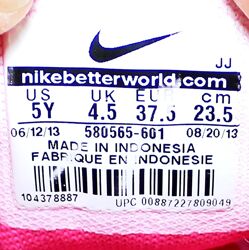 JJ
nikebetterworld.com
US UK EUR cm
5Y 4.5 37.5 23.5
06/12/13 580565-601 08/20/13
MADE IN INDONESIA
FABRIQUE EN INDONESIE
104378887
UPC 00887227809049